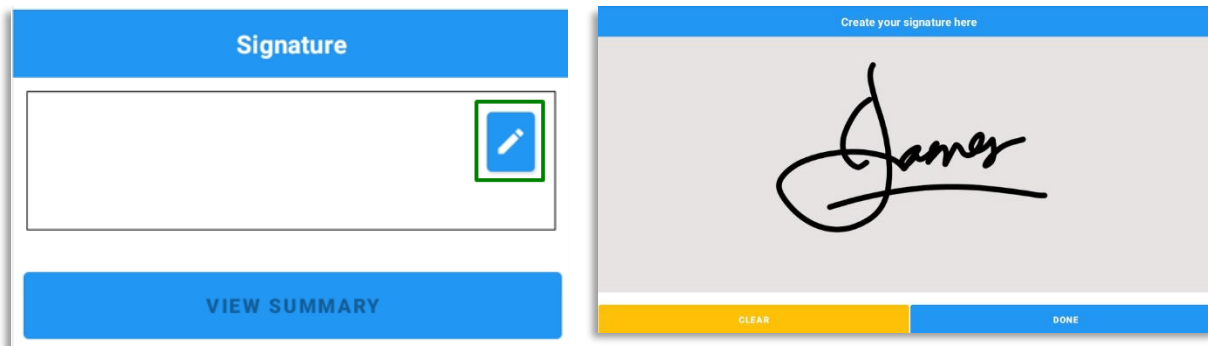 Signature
VIEW SUMMARY
Create your signature here
James
CLEAR
DONE